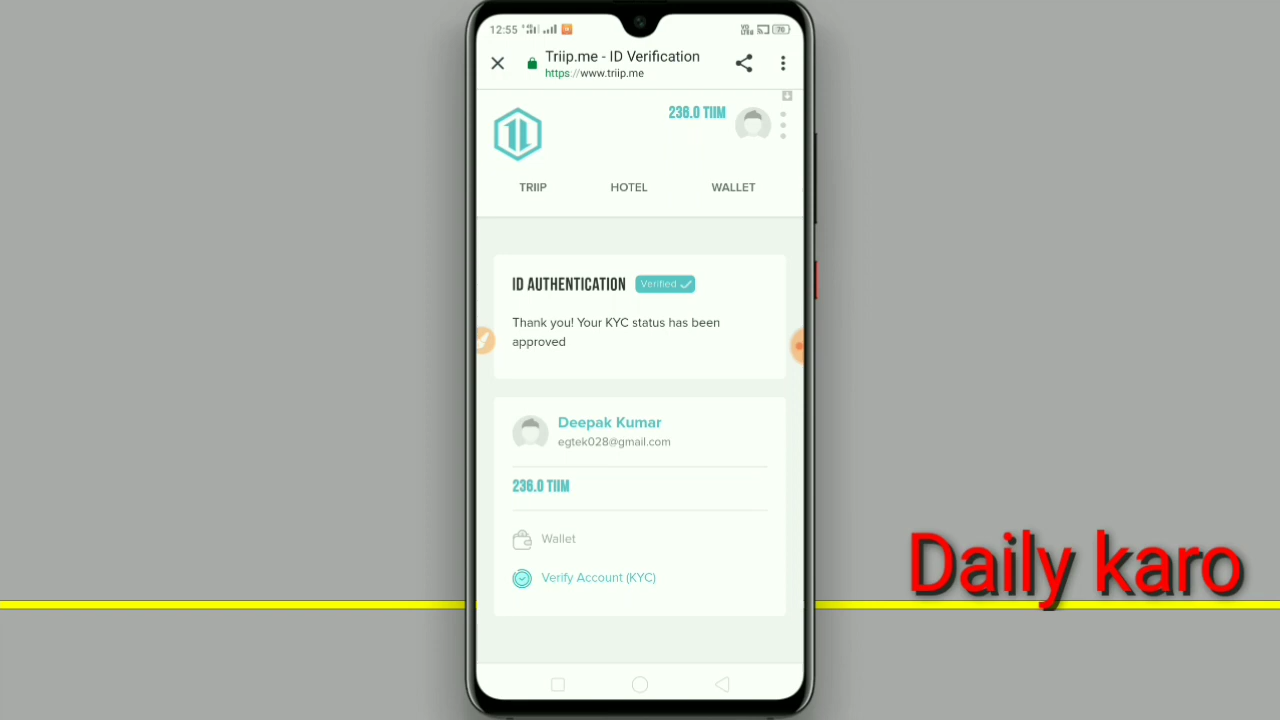 12:55
76
Triip.me - ID Verification
https://www.triip.me
236.0 TIIM
TRIIP HOTEL WALLET
ID AUTHENTICATION Verified
Thank you! Your KYC status has been
approved
Deepak Kumar
egtek028@gmail.com
236.0 TIIM
Wallet
Verify Account (KYC)
Daily karo